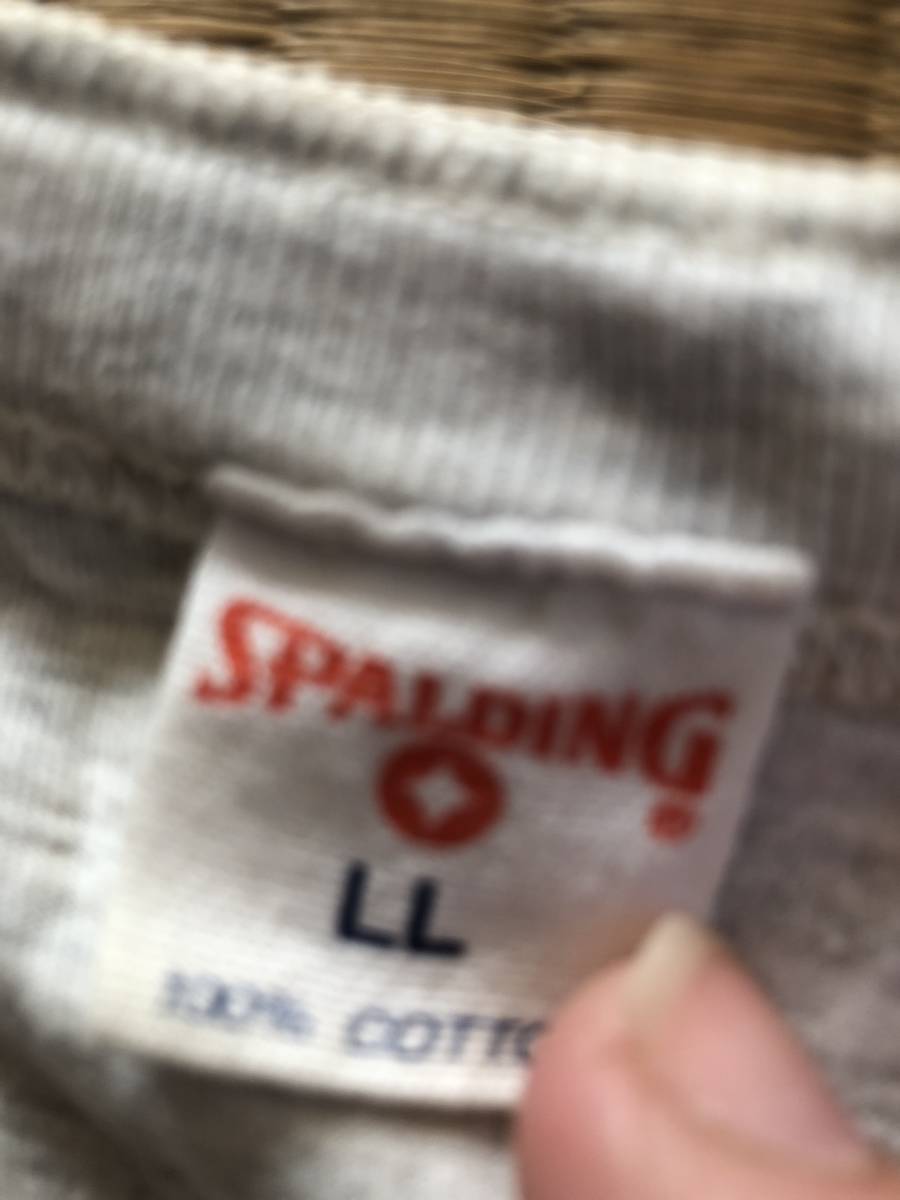 SPALDING
®
LL
100% COTTO